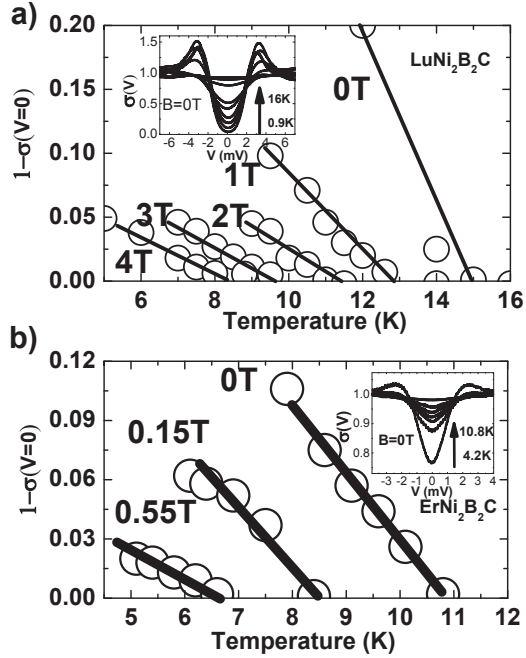 a)
0.20
0.15
0.10
0.05
0.00
1–σ(V=0)
6 8 10 12 14 16
Temperature (K)
LuNi₂B₂C
0T
1T
2T
3T
4T
1.5
1.0
0.5
0.0
σ(V)
-6 -4 -2 0 2 4 6
V (mV)
B=0T
16K
0.9K
b)
0.12
0.09
0.06
0.03
0.00
1–σ(V=0)
5 6 7 8 9 10 11 12
Temperature (K)
0T
0.15T
0.55T
1.0
0.9
0.8
σ(V)
-3 -2 -1 0 1 2 3 4
V (mV)
B=0T
10.8K
4.2K
ErNi₂B₂C